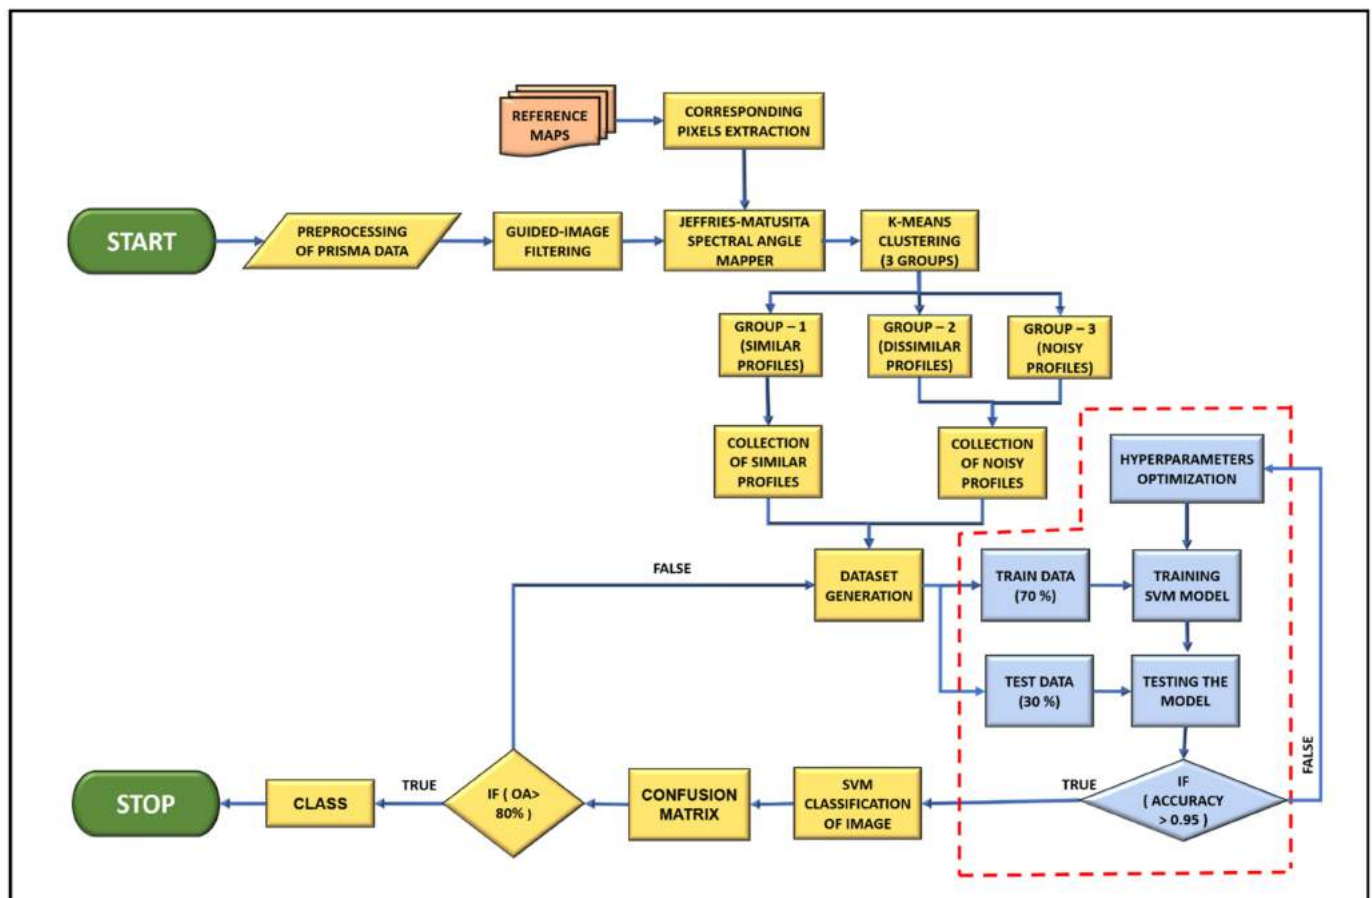 REFERENCE
MAPS
CORRESPONDING
PIXELS EXTRACTION
START
PREPROCESSING
OF PRISMA DATA
GUIDED-IMAGE
FILTERING
JEFFRIES-MATUSITA
SPECTRAL ANGLE
MAPPER
K-MEANS
CLUSTERING
(3 GROUPS)
GROUP – 1
(SIMILAR
PROFILES)
GROUP – 2
(DISSIMILAR
PROFILES)
GROUP – 3
(NOISY
PROFILES)
COLLECTION
OF SIMILAR
PROFILES
COLLECTION
OF NOISY
PROFILES
HYPERPARAMETERS
OPTIMIZATION
FALSE
DATASET
GENERATION
TRAIN DATA
(70 %)
TRAINING
SVM MODEL
TEST DATA
(30 %)
TESTING THE
MODEL
FALSE
IF
( ACCURACY
> 0.95 )
TRUE
SVM
CLASSIFICATION
OF IMAGE
CONFUSION
MATRIX
IF ( OA>
80% )
TRUE
CLASS
STOP